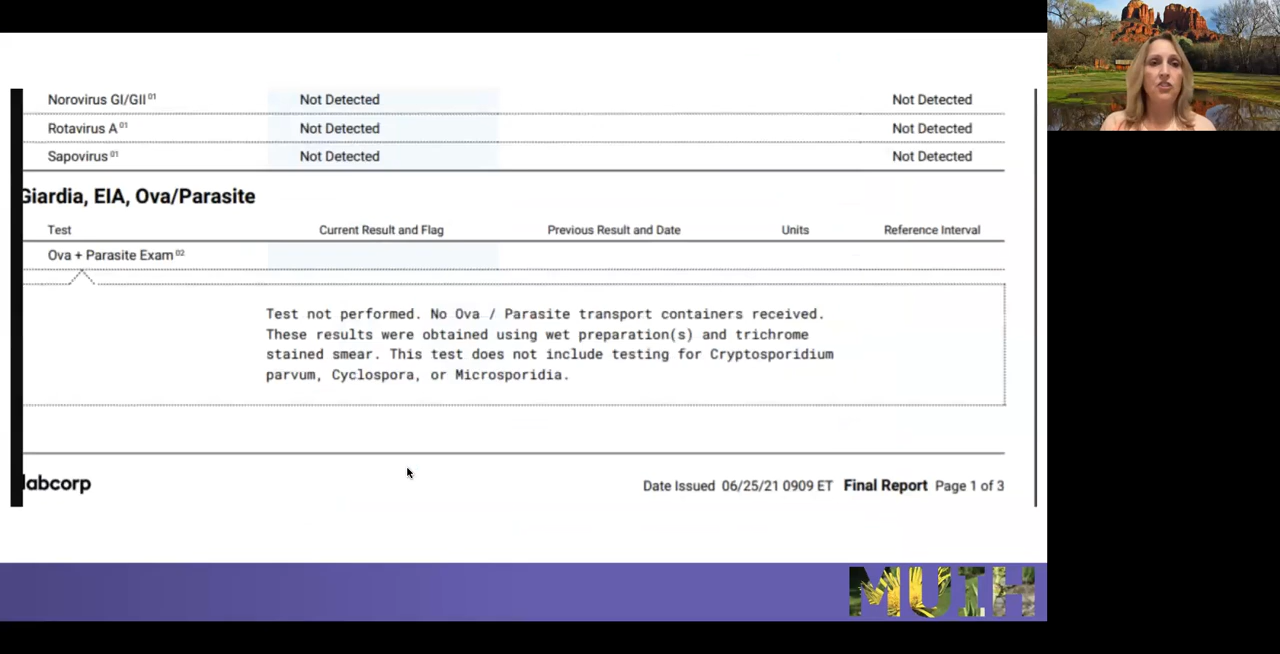 Norovirus GI/GII 01 Not Detected Not Detected
Rotavirus A 01 Not Detected Not Detected
Sapovirus 01 Not Detected Not Detected
Giardia, EIA, Ova/Parasite
Test Current Result and Flag Previous Result and Date Units Reference Interval
Ova + Parasite Exam 02
Test not performed. No Ova / Parasite transport containers received.
These results were obtained using wet preparation(s) and trichrome
stained smear. This test does not include testing for Cryptosporidium
parvum, Cyclospora, or Microsporidia.
labcorp Date Issued 06/25/21 0909 ET Final Report Page 1 of 3
MUIH